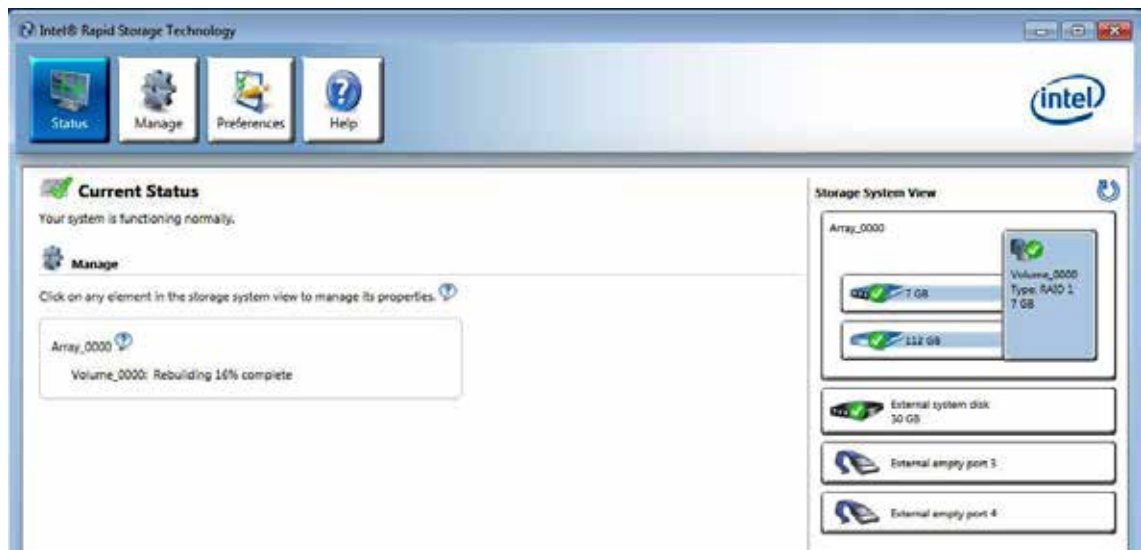 Intel® Rapid Storage Technology
Status
Manage
Preferences
Help
intel
Current Status
Your system is functioning normally.
Manage
Click on any element in the storage system view to manage its properties. ?
Array_0000 ?
Volume_0000: Rebuilding 16% complete
Storage System View
Array_0000
Volume_0000
Type: RAID 1
7 GB
7 GB
112 GB
External system disk
30 GB
External empty port 3
External empty port 4